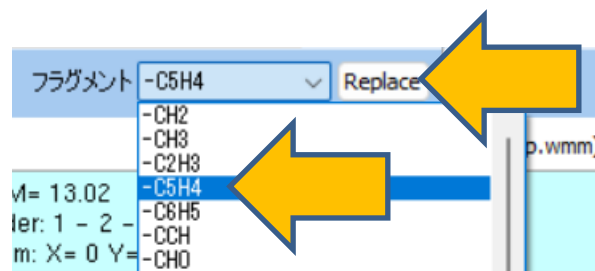 フラグメント -C5H4 Replace
-CH2
-CH3
p.wmm)
-C2H3
-C5H4
M= 13.02
-C6H5
der: 1 - 2 -
-CCH
m: X= 0 Y=
-CHO